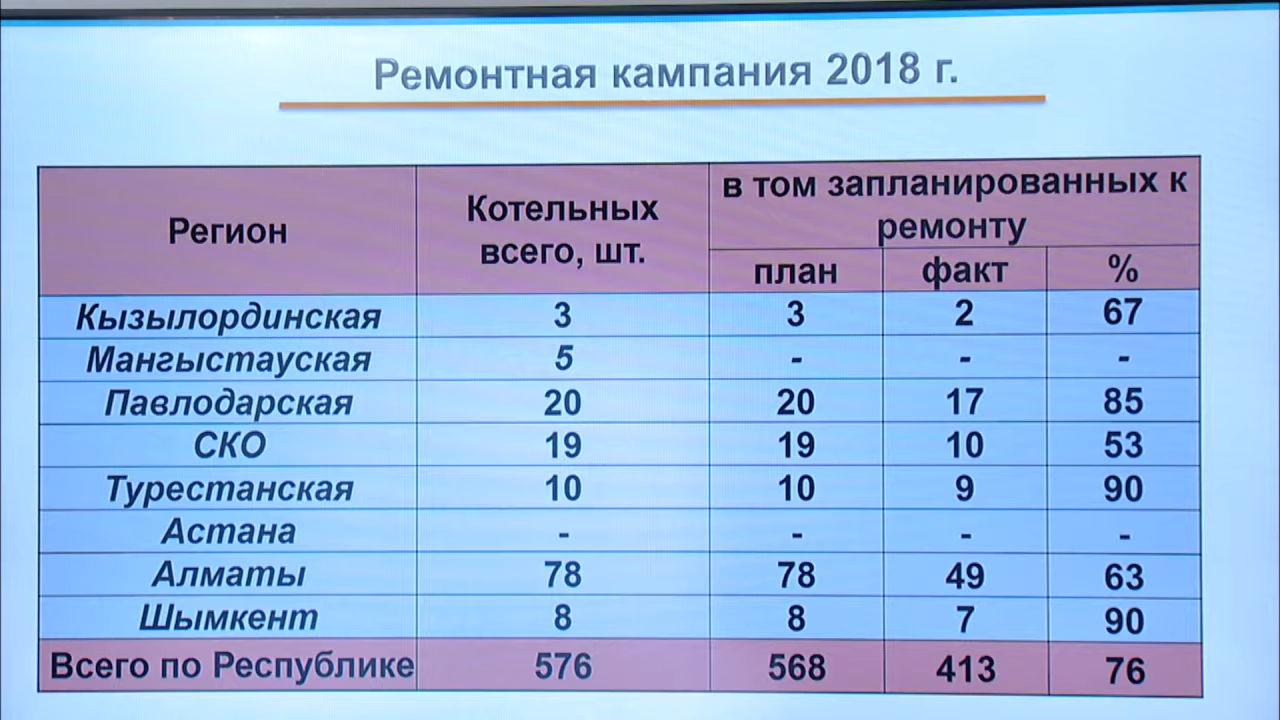 Ремонтная кампания 2018 г.
Регион
Котельных
всего, шт.
в том запланированных к
ремонту
план факт %
Кызылординская 3 3 2 67
Мангыстауская 5 - - -
Павлодарская 20 20 17 85
СКО 19 19 10 53
Турестанская 10 10 9 90
Астана - - - -
Алматы 78 78 49 63
Шымкент 8 8 7 90
Всего по Республике 576 568 413 76